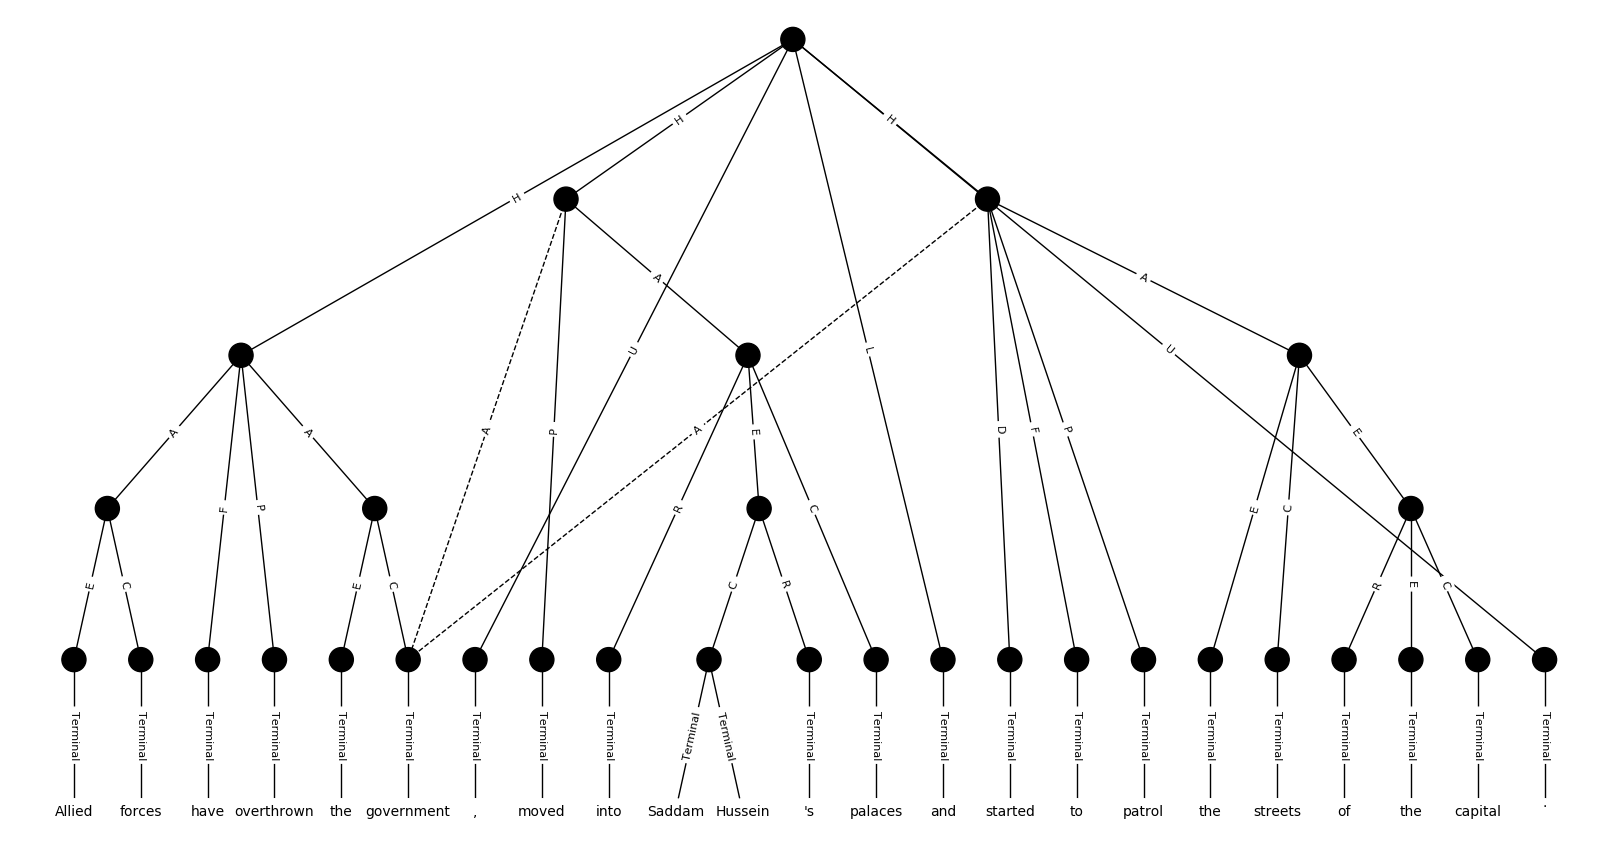 H
H
H
A
A
L
U
U
A
A
A
P
A
E
D
F
P
E
F
P
R
C
E
C
E
C
E
C
C
R
R
E
C
Terminal Terminal Terminal Terminal Terminal Terminal Terminal Terminal Terminal Terminal Terminal Terminal Terminal Terminal Terminal Terminal Terminal Terminal Terminal Terminal Terminal Terminal Terminal
Allied forces have overthrown the government , moved into Saddam Hussein 's palaces and started to patrol the streets of the capital .